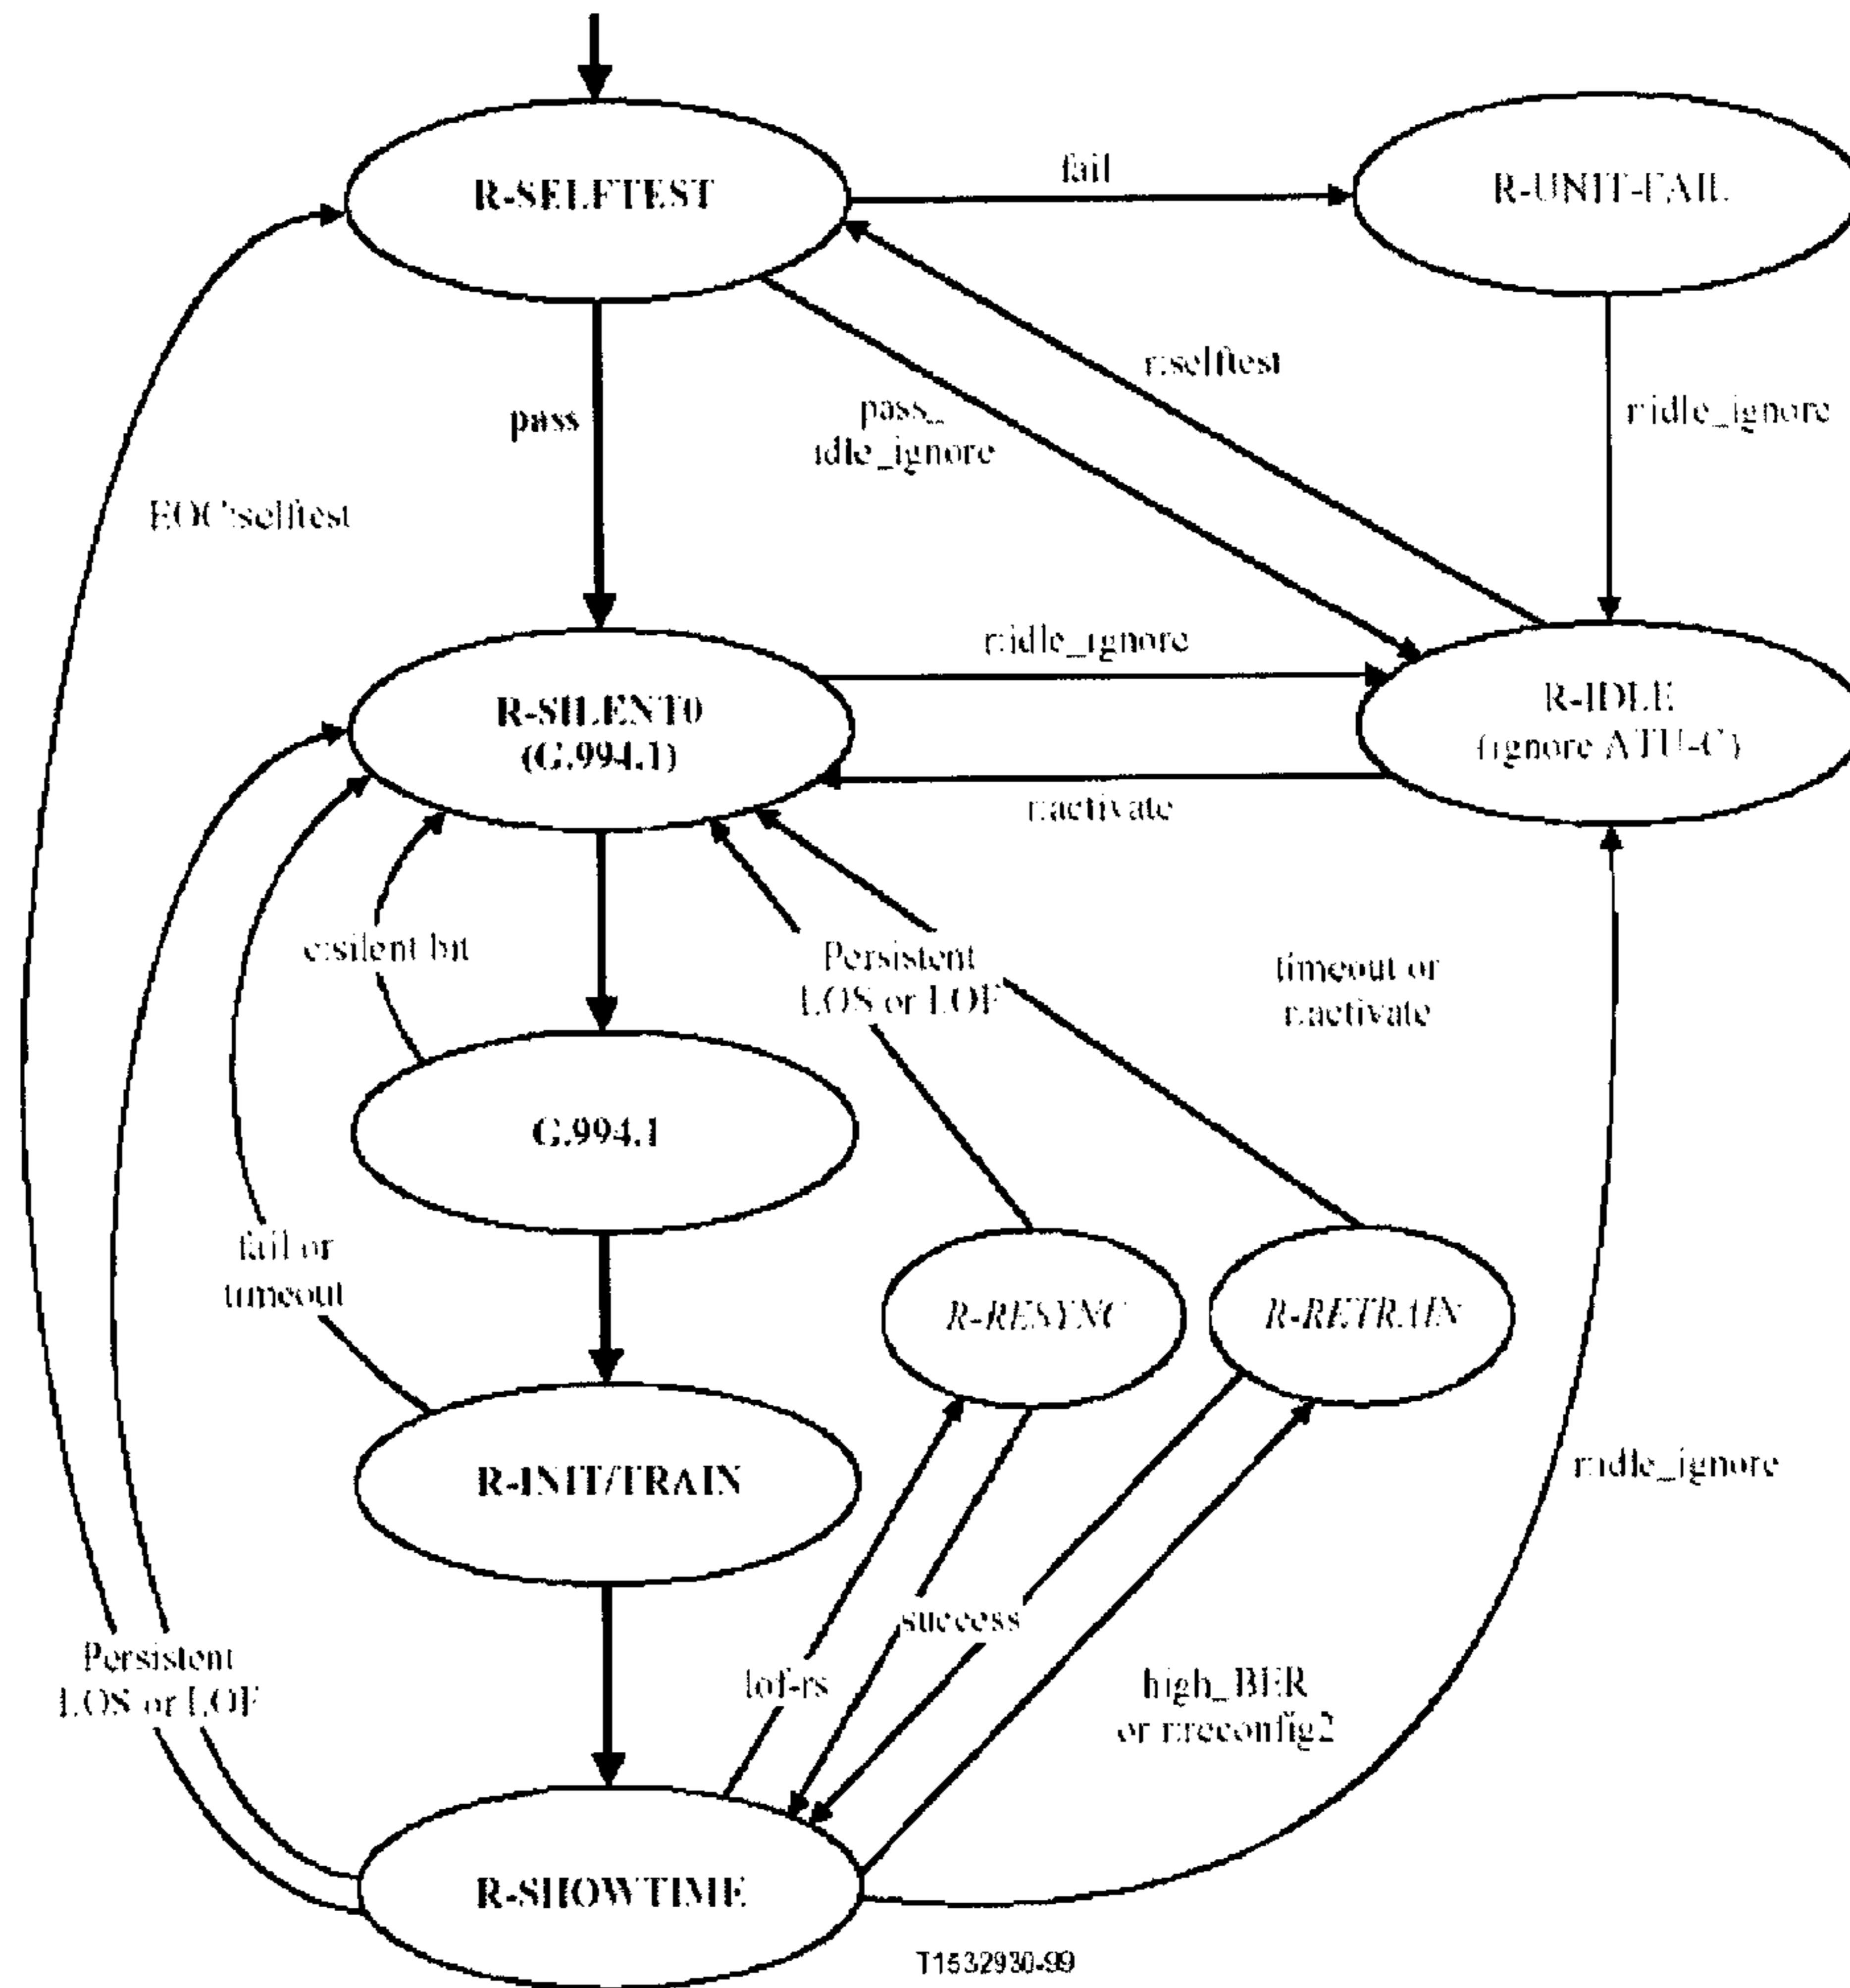 R-SELFTEST
fail
R-UNIT-FAIL
r:selftest
pass
pass_
idle_ignore
r:idle_ignore
EOC:selftest
r:idle_ignore
R-SILENT0
(G.994.1)
R-IDLE
(ignore ATU-C)
r:activate
c:silent bit
Persistent
LOS or LOF
timeout or
r:activate
G.994.1
fail or
timeout
R-RESYNC
R-RETRAIN
R-INIT/TRAIN
r:idle_ignore
success
Persistent
LOS or LOF
lof-rs
high_BER
or r:reconfig2
R-SHOWTIME
T1532930-99